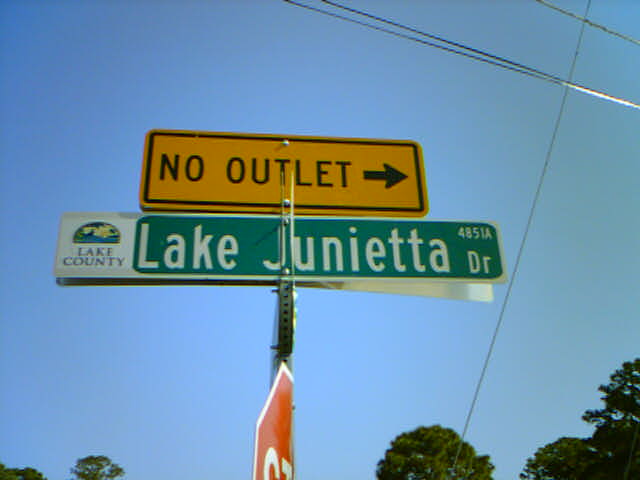 NO OUTLET
LAKE
COUNTY
Lake Junietta Dr
4851A